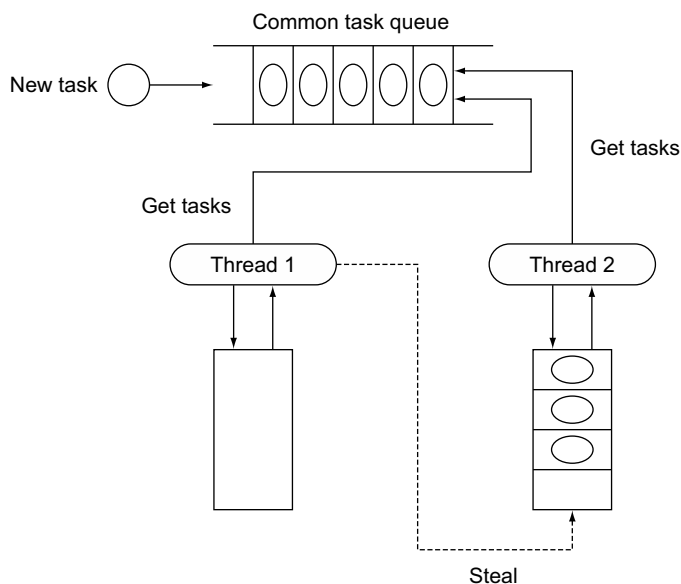 Common task queue
New task
Get tasks
Get tasks
Thread 1
Thread 2
Steal